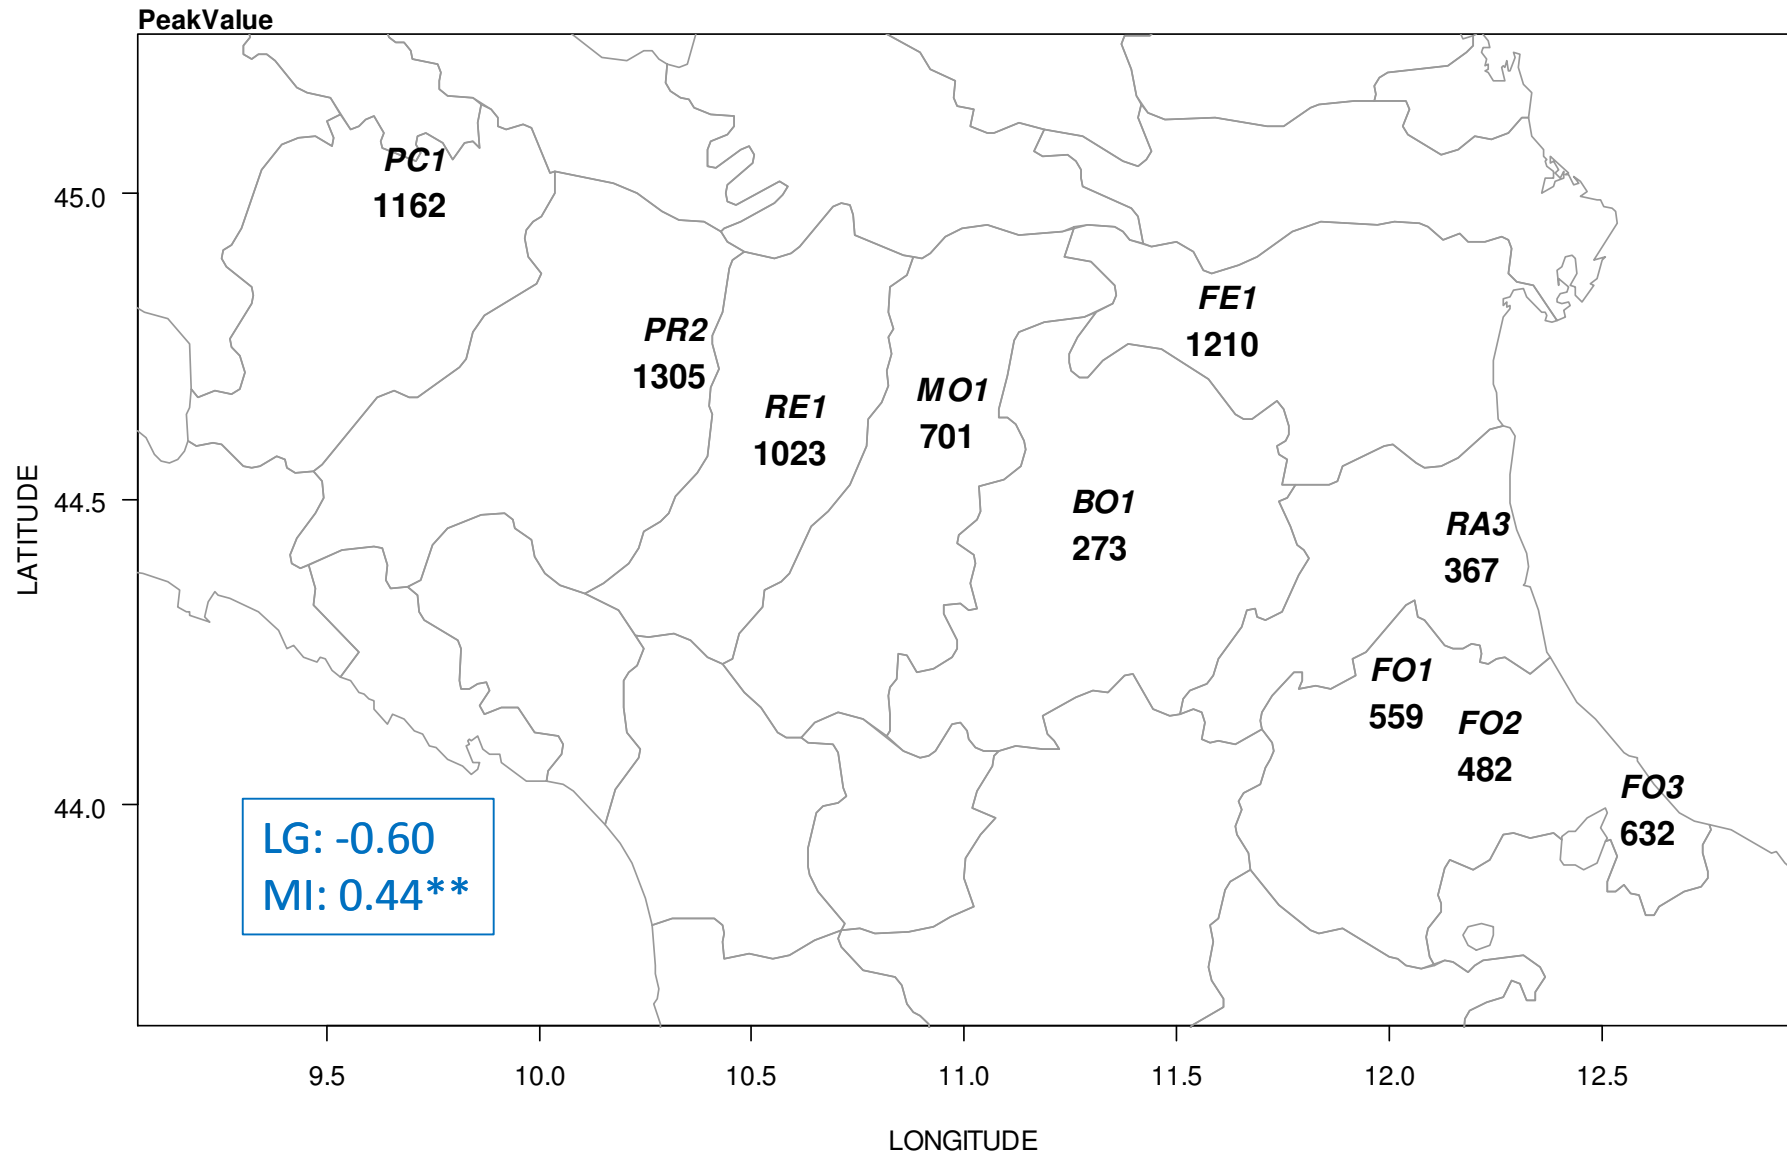 PeakValue
PC1
1162
45.0
FE1
1210
PR2
1305
MO1
701
RE1
1023
LATITUDE
44.5
BO1
273
RA3
367
FO1
559
FO2
482
FO3
632
44.0
LG: -0.60
MI: 0.44**
9.5 10.0 10.5 11.0 11.5 12.0 12.5
LONGITUDE